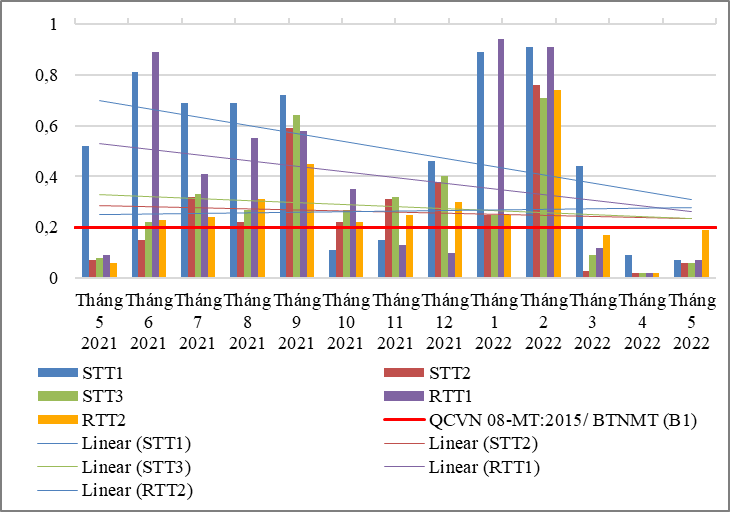 1
0,8
0,6
0,4
0,2
0
Tháng Tháng Tháng Tháng Tháng Tháng Tháng Tháng Tháng Tháng Tháng Tháng Tháng
5 6 7 8 9 10 11 12 1 2 3 4 5
2021 2021 2021 2021 2021 2021 2021 2021 2022 2022 2022 2022 2022
STT1 STT2
STT3 RTT1
RTT2 QCVN 08-MT:2015/ BTNMT (B1)
Linear (STT1) Linear (STT2)
Linear (STT3) Linear (RTT1)
Linear (RTT2)